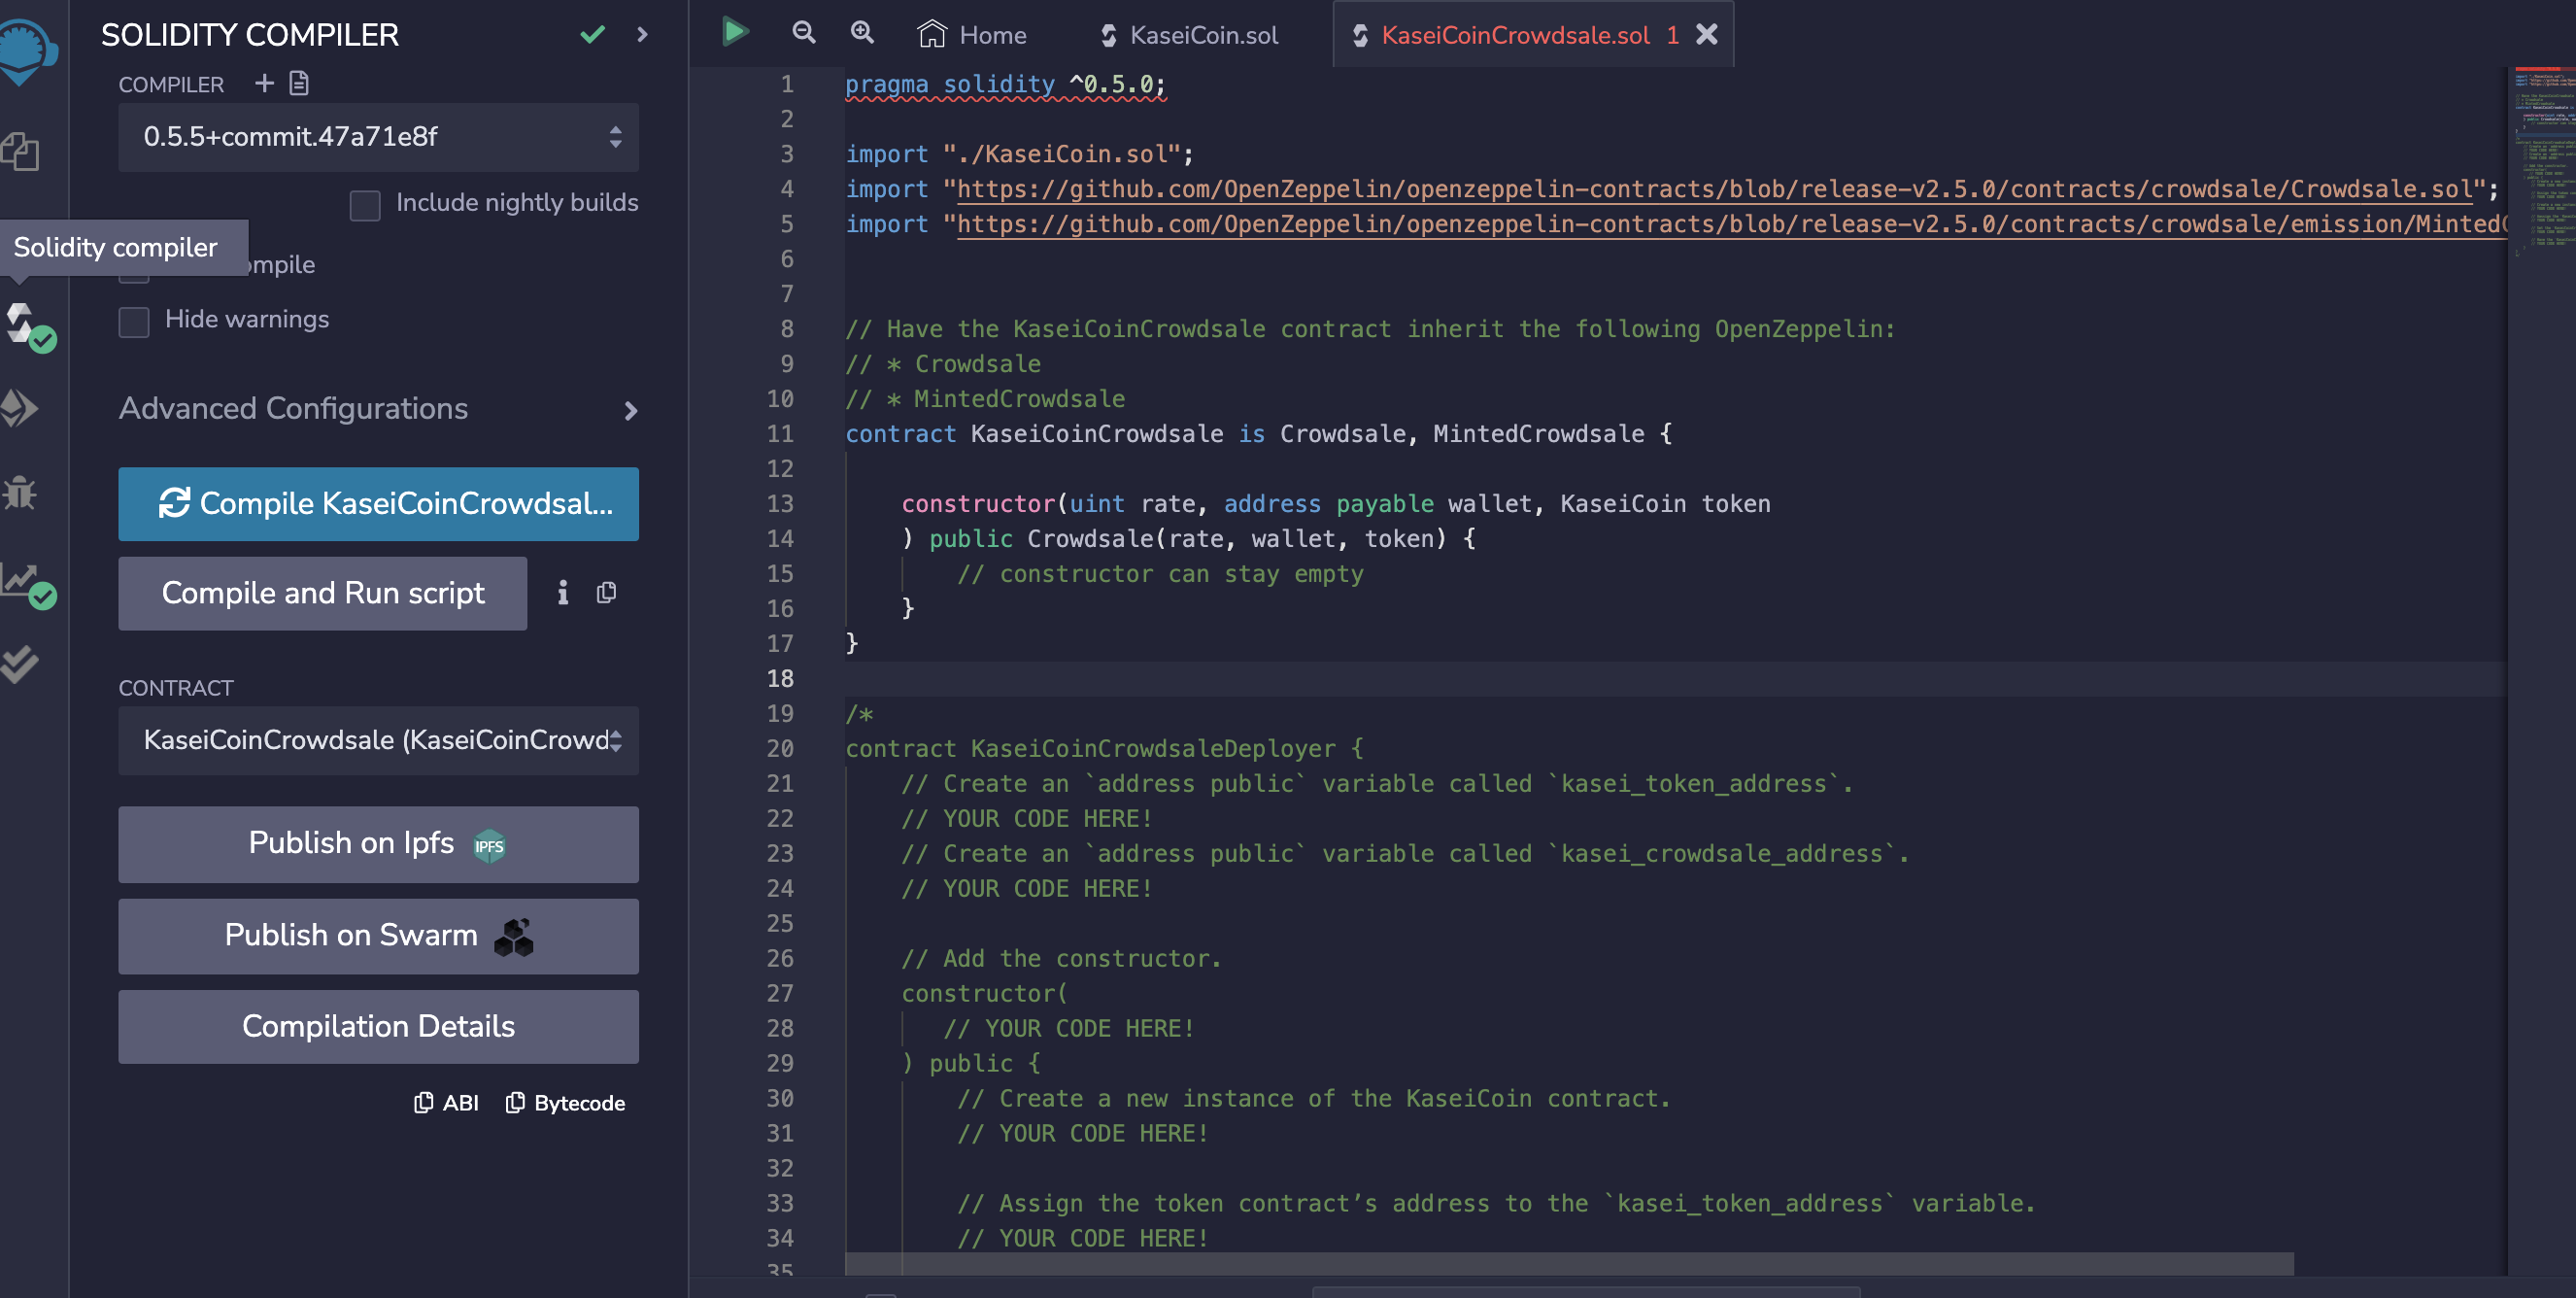 SOLIDITY COMPILER
COMPILER
0.5.5+commit.47a71e8f
Include nightly builds
Solidity compiler
ompile
Hide warnings
Advanced Configurations
Compile KaseiCoinCrowdsal...
Compile and Run script
CONTRACT
KaseiCoinCrowdsale (KaseiCoinCrowd
Publish on Ipfs IPFS
Publish on Swarm
Compilation Details
ABI Bytecode
Home KaseiCoin.sol KaseiCoinCrowdsale.sol 1
1 pragma solidity ^0.5.0;
2
3 import "./KaseiCoin.sol";
4 import "https://github.com/OpenZeppelin/openzeppelin-contracts/blob/release-v2.5.0/contracts/crowdsale/Crowdsale.sol";
5 import "https://github.com/OpenZeppelin/openzeppelin-contracts/blob/release-v2.5.0/contracts/crowdsale/emission/MintedC
6
7
8 // Have the KaseiCoinCrowdsale contract inherit the following OpenZeppelin:
9 // * Crowdsale
10 // * MintedCrowdsale
11 contract KaseiCoinCrowdsale is Crowdsale, MintedCrowdsale {
12
13 constructor(uint rate, address payable wallet, KaseiCoin token
14 ) public Crowdsale(rate, wallet, token) {
15 // constructor can stay empty
16 }
17 }
18
19 /*
20 contract KaseiCoinCrowdsaleDeployer {
21 // Create an `address public` variable called `kasei_token_address`.
22 // YOUR CODE HERE!
23 // Create an `address public` variable called `kasei_crowdsale_address`.
24 // YOUR CODE HERE!
25
26 // Add the constructor.
27 constructor(
28 // YOUR CODE HERE!
29 ) public {
30 // Create a new instance of the KaseiCoin contract.
31 // YOUR CODE HERE!
32
33 // Assign the token contract’s address to the `kasei_token_address` variable.
34 // YOUR CODE HERE!
35